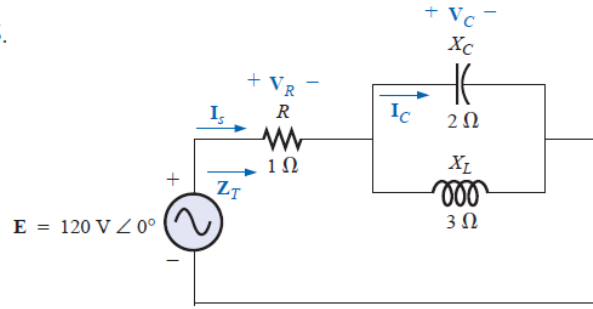 + V_C −
X_C
+ V_R −
I_s
R
I_C
2 Ω
1 Ω
X_L
+
Z_T
3 Ω
E = 120 V ∠ 0°
−